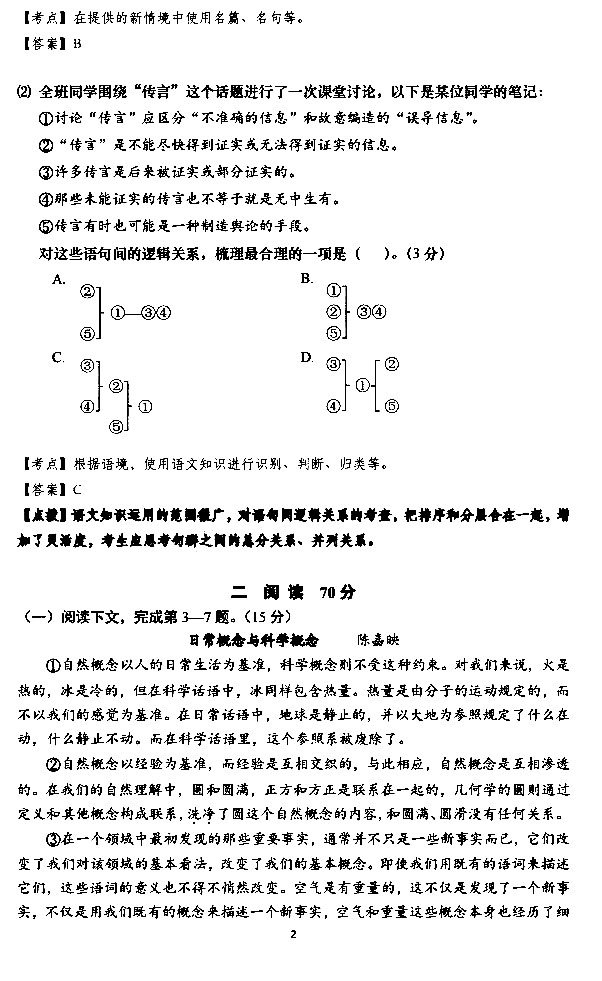 【考点】在提供的新情境中使用名篇、名句等。
【答案】B
⑵ 全班同学围绕“传言”这个话题进行了一次课堂讨论，以下是某位同学的笔记：
①讨论“传言”应区分“不准确的信息”和故意编造的“误导信息”。
②“传言”是不能尽快得到证实或无法得到证实的信息。
③许多传言是后来被证实或部分证实的。
④那些未能证实的传言也不等于就是无中生有。
⑤传言有时也可能是一种制造舆论的手段。
对这些语句间的逻辑关系，梳理最合理的一项是（　）。（3 分）
A.
②
①—③④
⑤
B.
①
② ③④
⑤
C.
③
②
④ ①
⑤
D.
③ ②
①
④ ⑤
【考点】根据语境，使用语文知识进行识别、判断、归类等。
【答案】C
【点拨】语文知识运用的范围很广，对语句间逻辑关系的考查，把排序和分层合在一起，增
加了灵活度，考生应思考句群之间的总分关系、并列关系。
二 阅 读 70 分
（一）阅读下文，完成第 3—7 题。（15 分）
日常概念与科学概念 陈嘉映
①自然概念以人的日常生活为基准，科学概念则不受这种约束。对我们来说，火是
热的，冰是冷的，但在科学话语中，冰同样包含热量。热量是由分子的运动规定的，而
不以我们的感觉为基准。在日常话语中，地球是静止的，并以大地为参照规定了什么在
动，什么静止不动。而在科学话语里，这个参照系被废除了。
②自然概念以经验为基准，而经验是互相交织的，与此相应，自然概念是互相渗透
的。在我们的自然理解中，圆和圆满，正方和方正是联系在一起的，几何学的圆则通过
定义和其他概念构成联系，洗净了圆这个自然概念的内容，和圆满、圆滑没有任何关系。
③在一个领域中最初发现的那些重要事实，通常并不只是一些新事实而已，它们改
变了我们对该领域的基本看法，改变了我们的基本概念。即使我们用既有的语词来描述
它们，这些语词的意义也不得不悄然改变。空气是有重量的，这不仅是发现了一个新事
实，不仅是用我们既有的概念来描述一个新事实，空气和重量这些概念本身也经历了细
2